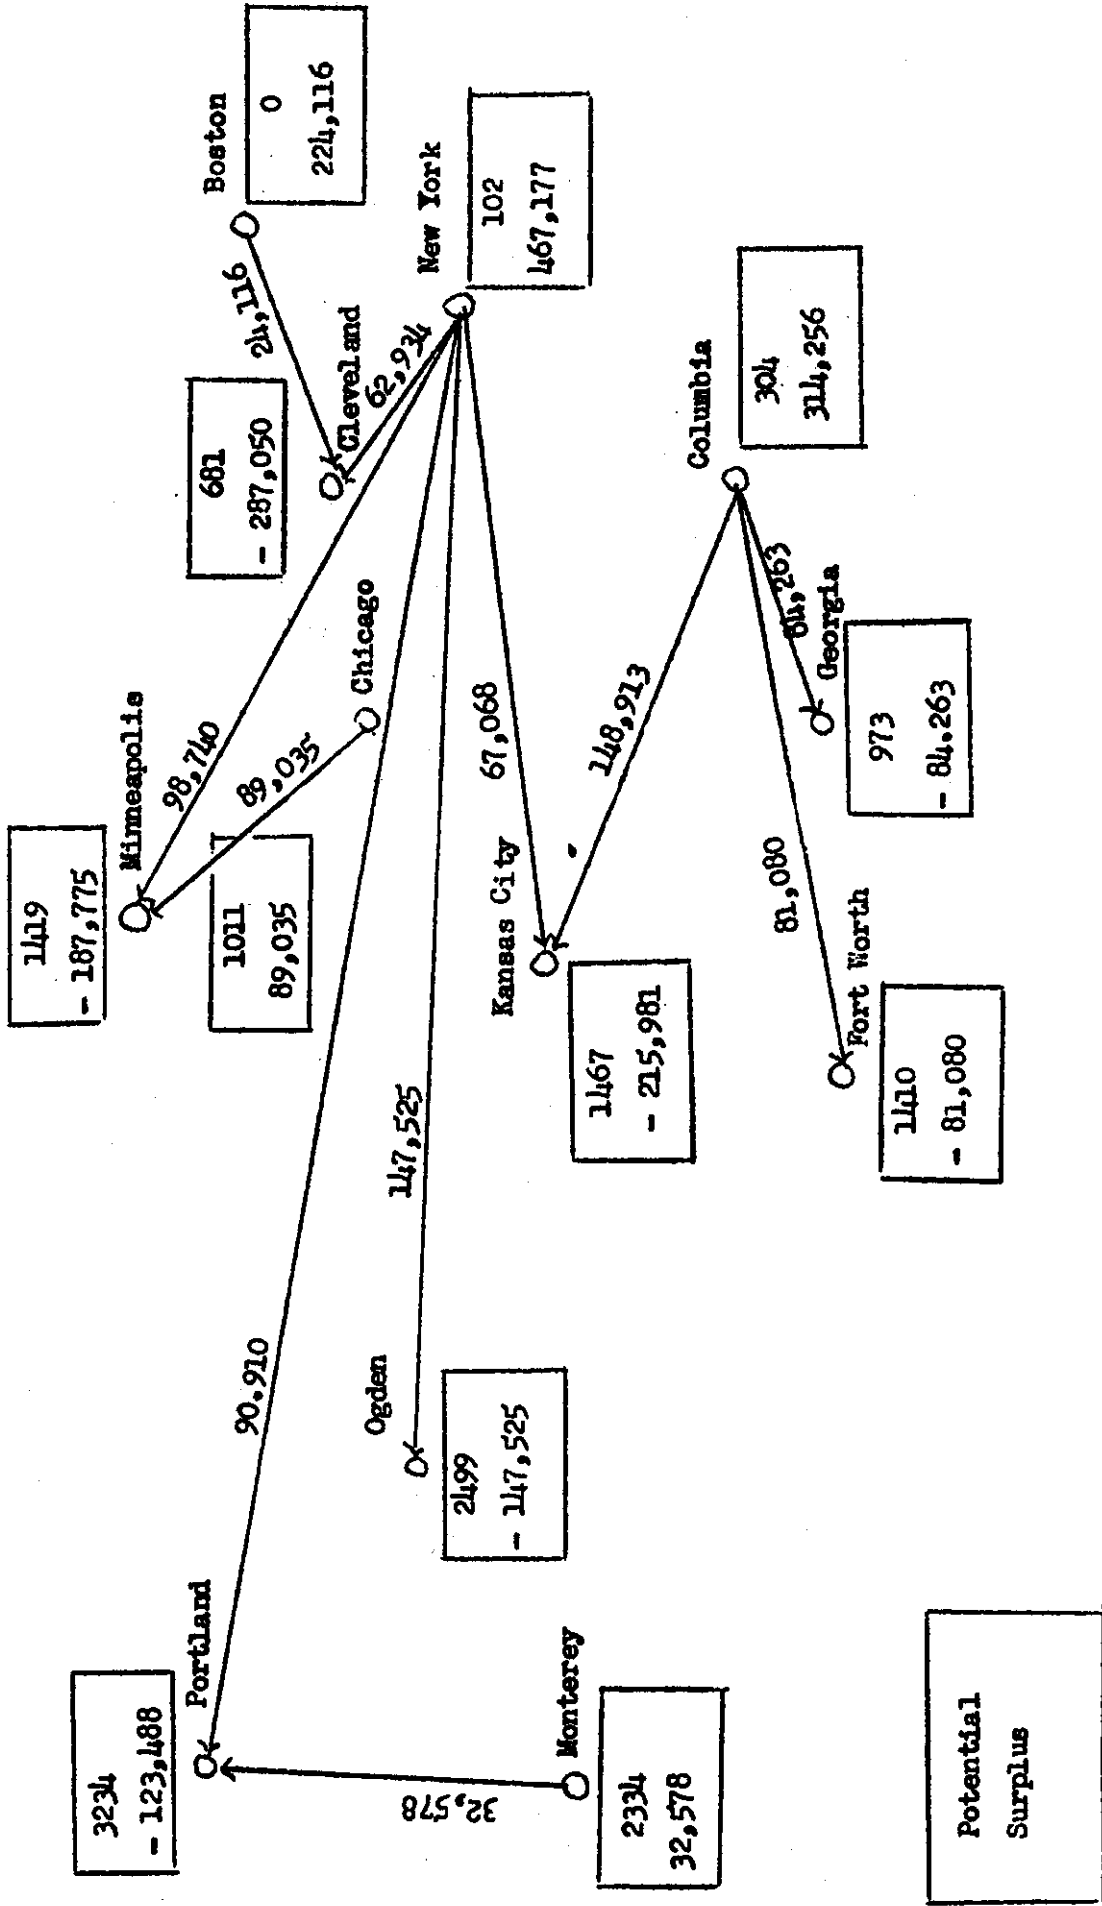 Boston
0
224,116
24,116
New York
102
467,177
Cleveland
681
- 287,050
62,934
Minneapolis
1419
- 187,775
98,740
Chicago
1011
89,035
89,035
Columbia
304
314,256
Georgia
973
- 84.263
84,263
Kansas City
1467
- 215,981
67,068
148,913
Fort Worth
1410
- 81,080
81,080
Ogden
2499
- 147,525
147,525
90.910
Portland
3234
- 123,488
32,578
Monterey
2334
32,578
Potential
Surplus